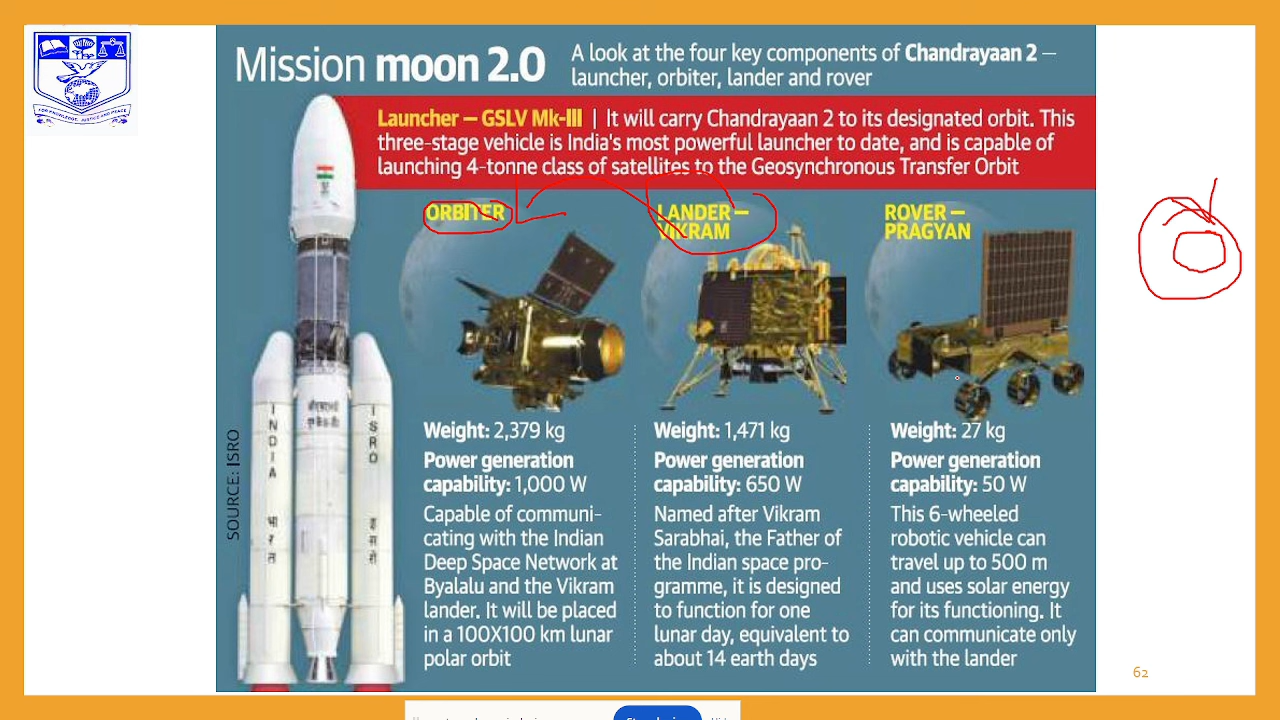 Mission moon 2.0
A look at the four key components of Chandrayaan 2 –
launcher, orbiter, lander and rover
Launcher – GSLV Mk-III | It will carry Chandrayaan 2 to its designated orbit. This
three-stage vehicle is India's most powerful launcher to date, and is capable of
launching 4-tonne class of satellites to the Geosynchronous Transfer Orbit
ORBITER
Weight: 2,379 kg
Power generation
capability: 1,000 W
Capable of communi-
cating with the Indian
Deep Space Network at
Byalalu and the Vikram
lander. It will be placed
in a 100X100 km lunar
polar orbit
LANDER –
VIKRAM
Weight: 1,471 kg
Power generation
capability: 650 W
Named after Vikram
Sarabhai, the Father of
the Indian space pro-
gramme, it is designed
to function for one
lunar day, equivalent to
about 14 earth days
ROVER –
PRAGYAN
Weight: 27 kg
Power generation
capability: 50 W
This 6-wheeled
robotic vehicle can
travel up to 500 m
and uses solar energy
for its functioning. It
can communicate only
with the lander
INDIA
भारत
ISRO
इसरो
SOURCE: ISRO
62